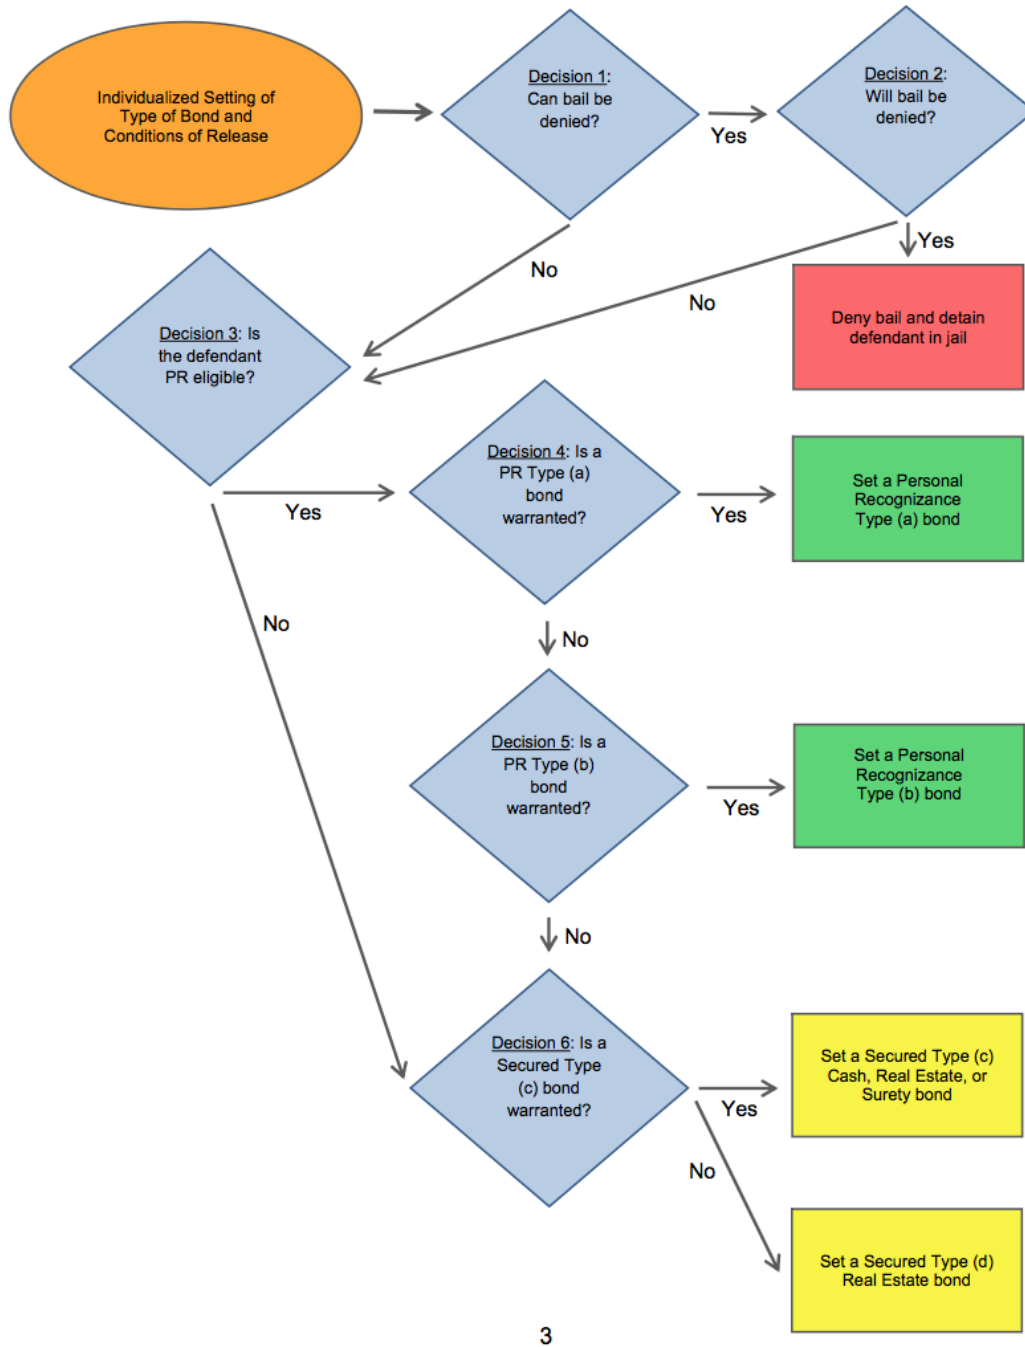 Individualized Setting of
Type of Bond and
Conditions of Release
Decision 1:
Can bail be
denied?
Yes
Decision 2:
Will bail be
denied?
No
Yes
No
Deny bail and detain
defendant in jail
Decision 3: Is
the defendant
PR eligible?
Yes
No
Decision 4: Is a
PR Type (a)
bond
warranted?
Yes
Set a Personal
Recognizance
Type (a) bond
No
Decision 5: Is a
PR Type (b)
bond
warranted?
Yes
Set a Personal
Recognizance
Type (b) bond
No
Decision 6: Is a
Secured Type
(c) bond
warranted?
Yes
Set a Secured Type (c)
Cash, Real Estate, or
Surety bond
No
Set a Secured Type (d)
Real Estate bond
3